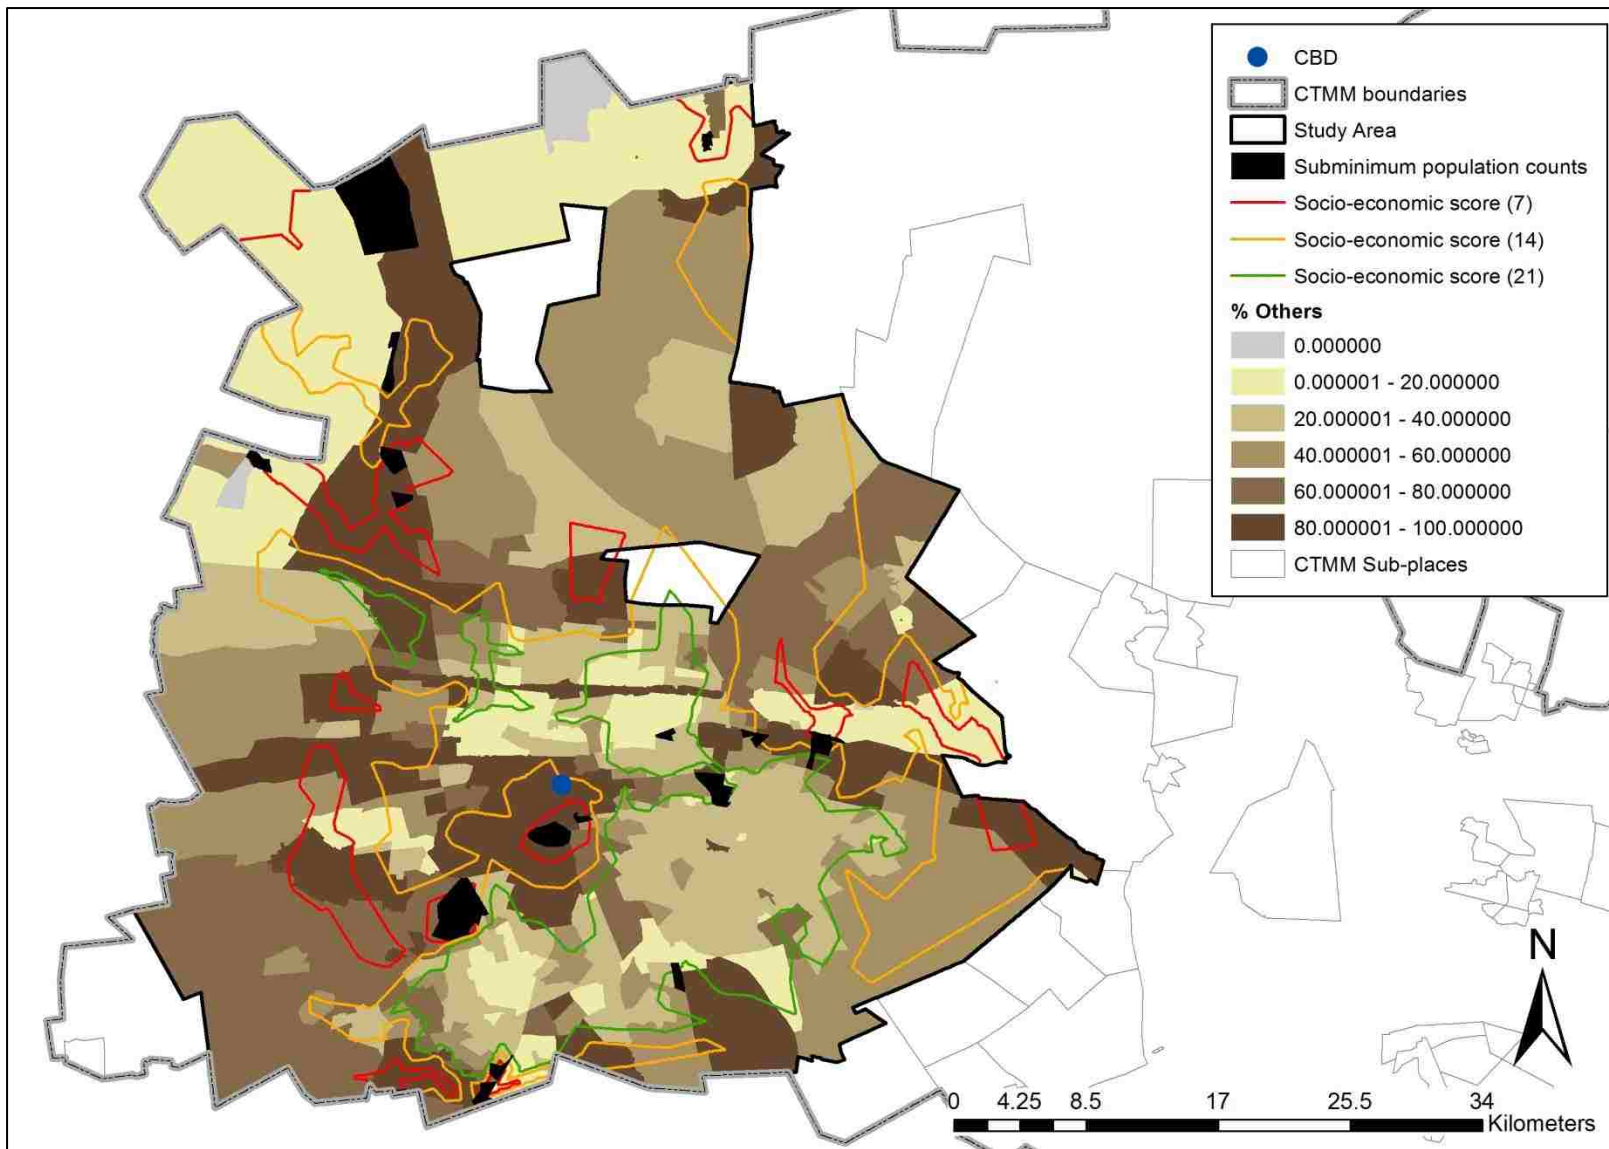 CBD
CTMM boundaries
Study Area
Subminimum population counts
Socio-economic score (7)
Socio-economic score (14)
Socio-economic score (21)
% Others
0.000000
0.000001 - 20.000000
20.000001 - 40.000000
40.000001 - 60.000000
60.000001 - 80.000000
80.000001 - 100.000000
CTMM Sub-places
N
0 4.25 8.5 17 25.5 34
Kilometers